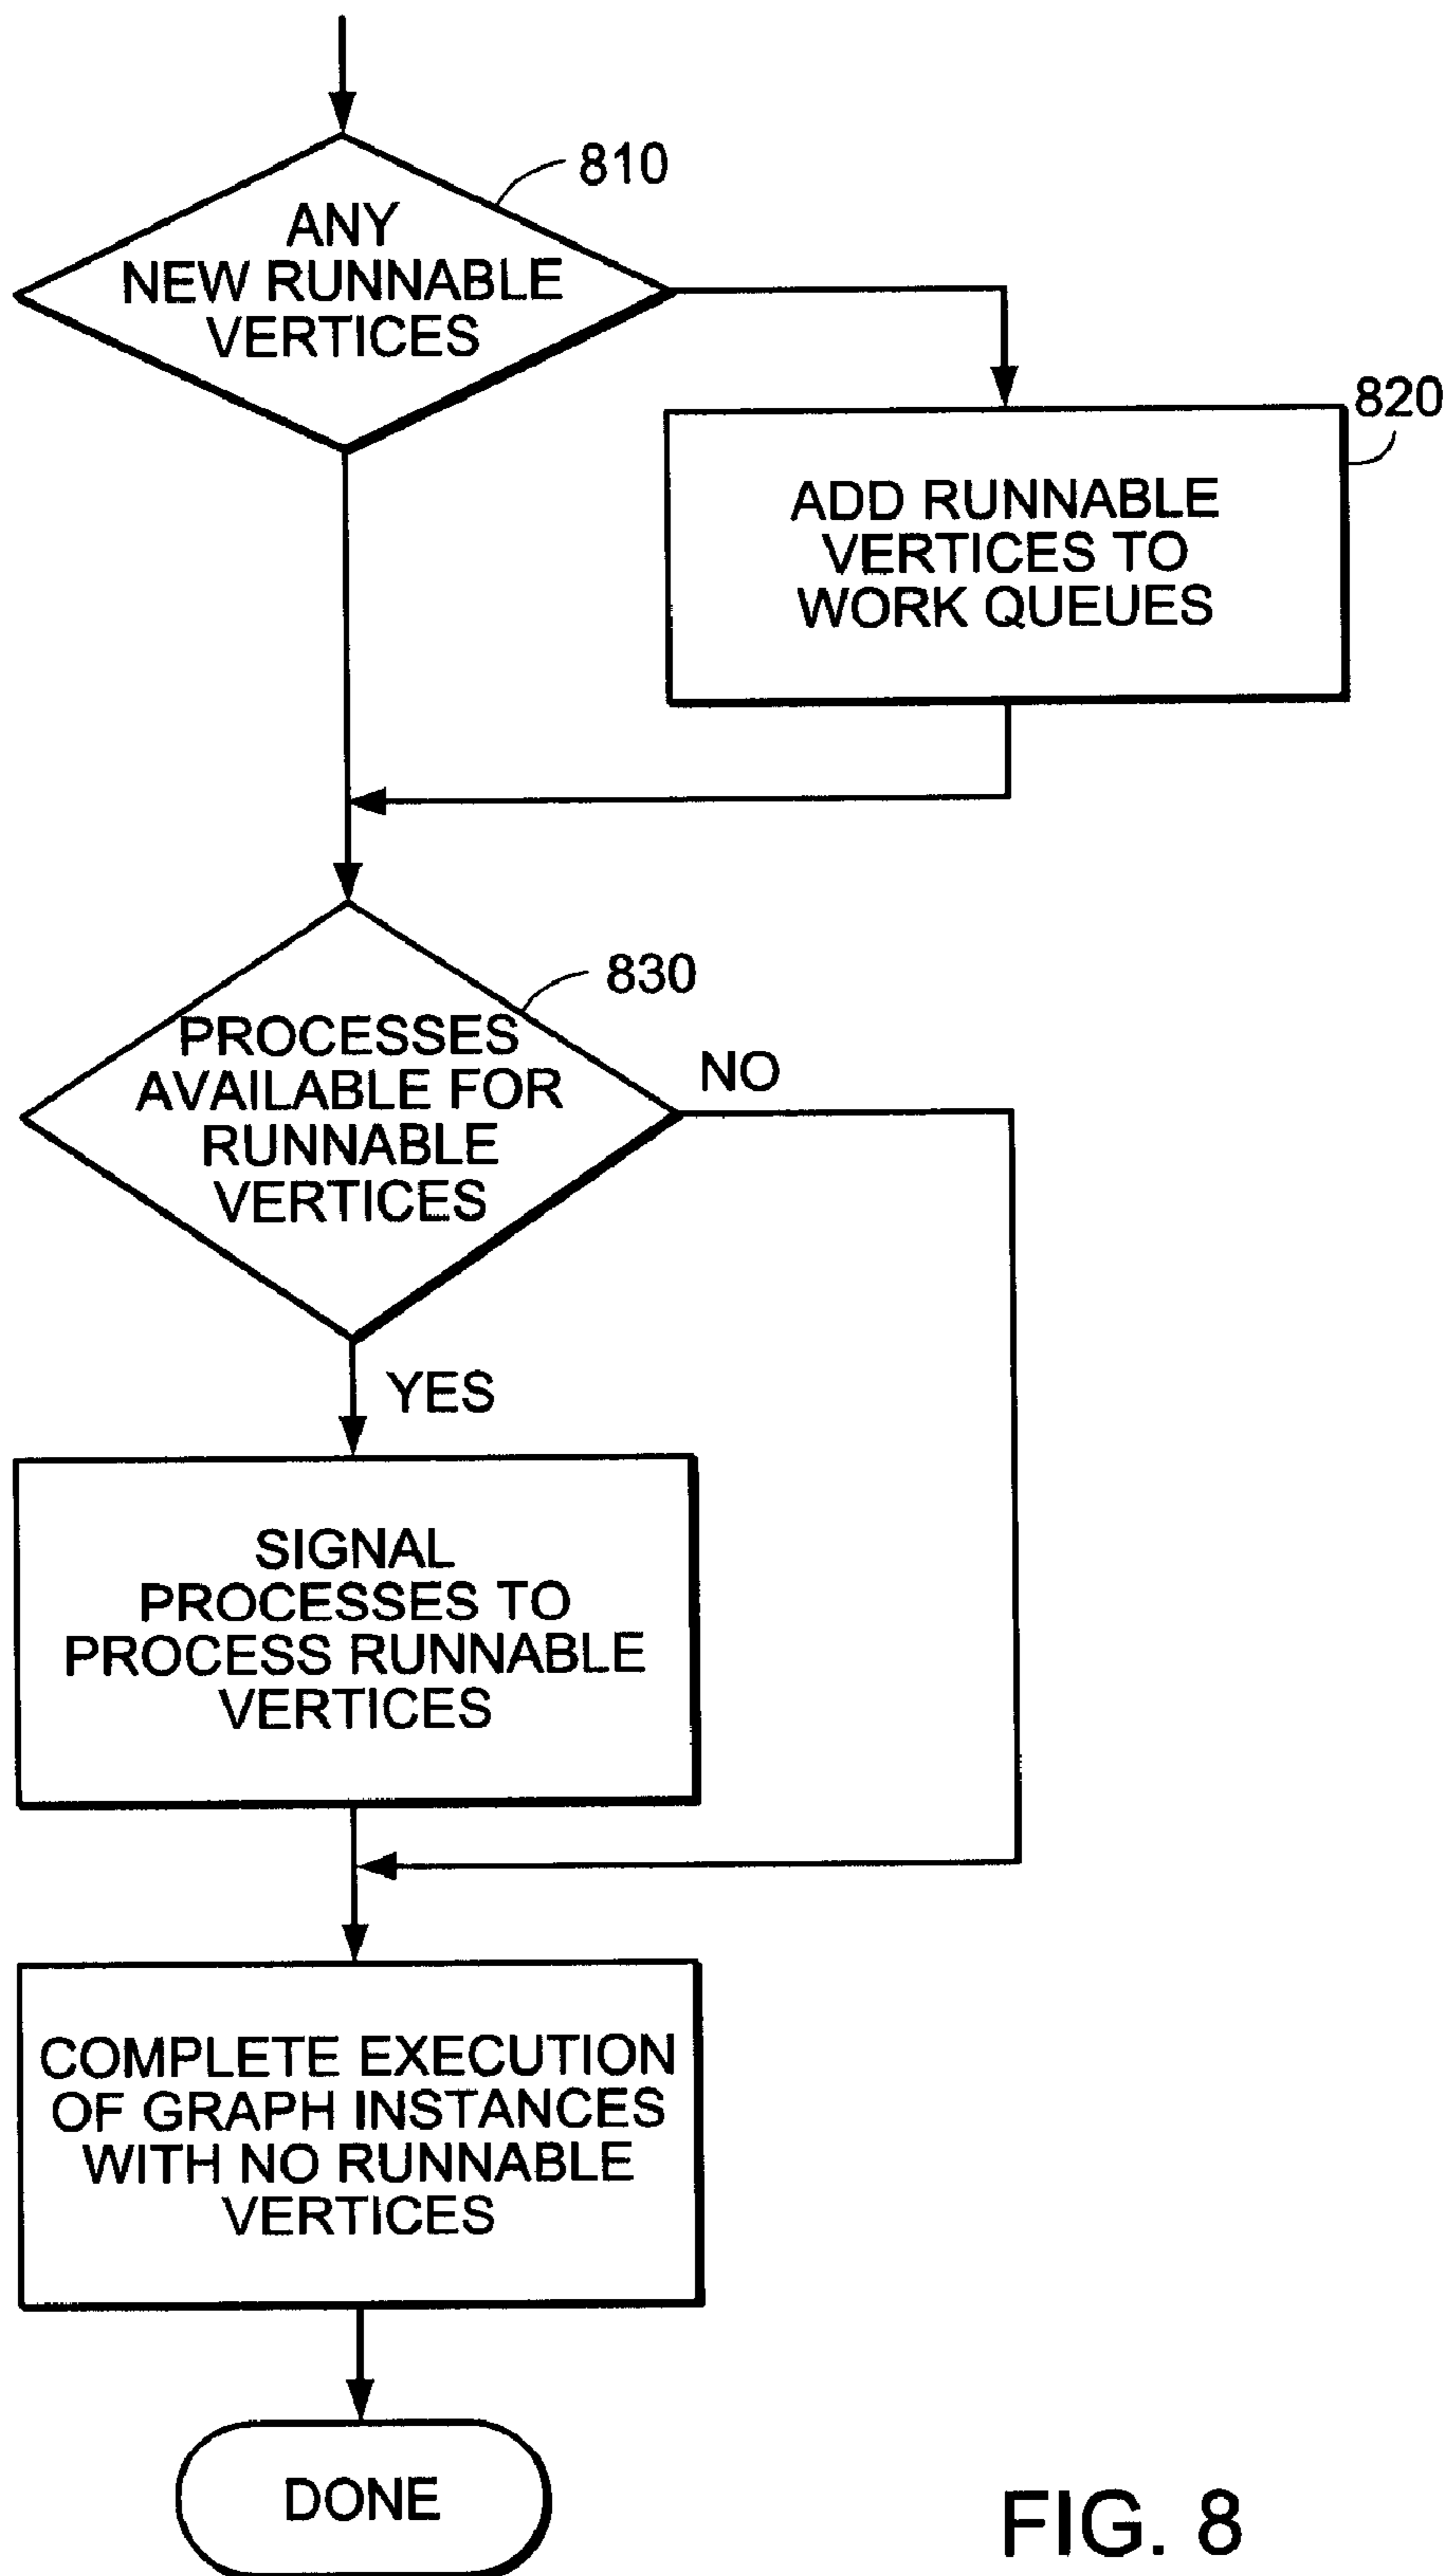 810
ANY
NEW RUNNABLE
VERTICES
820
ADD RUNNABLE
VERTICES TO
WORK QUEUES
830
PROCESSES
AVAILABLE FOR
RUNNABLE
VERTICES
NO
YES
SIGNAL
PROCESSES TO
PROCESS RUNNABLE
VERTICES
COMPLETE EXECUTION
OF GRAPH INSTANCES
WITH NO RUNNABLE
VERTICES
DONE
FIG. 8